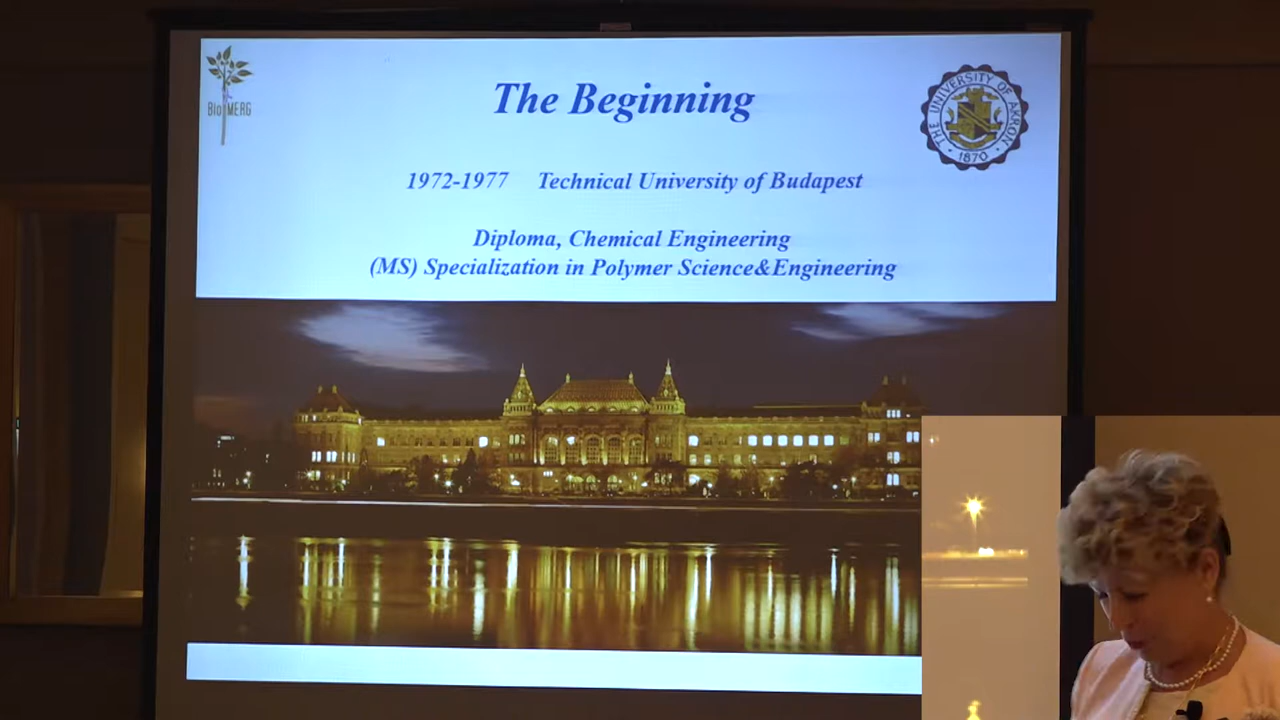 The Beginning
BioMERG
THE UNIVERSITY OF AKRON
1870
1972-1977 Technical University of Budapest
Diploma, Chemical Engineering
(MS) Specialization in Polymer Science&Engineering